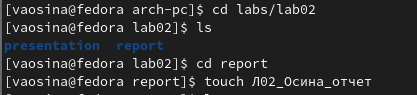 [vaosina@fedora arch-pc]$ cd labs/lab02
[vaosina@fedora lab02]$ ls
presentation report
[vaosina@fedora lab02]$ cd report
[vaosina@fedora report]$ touch Л02_Осина_отчет